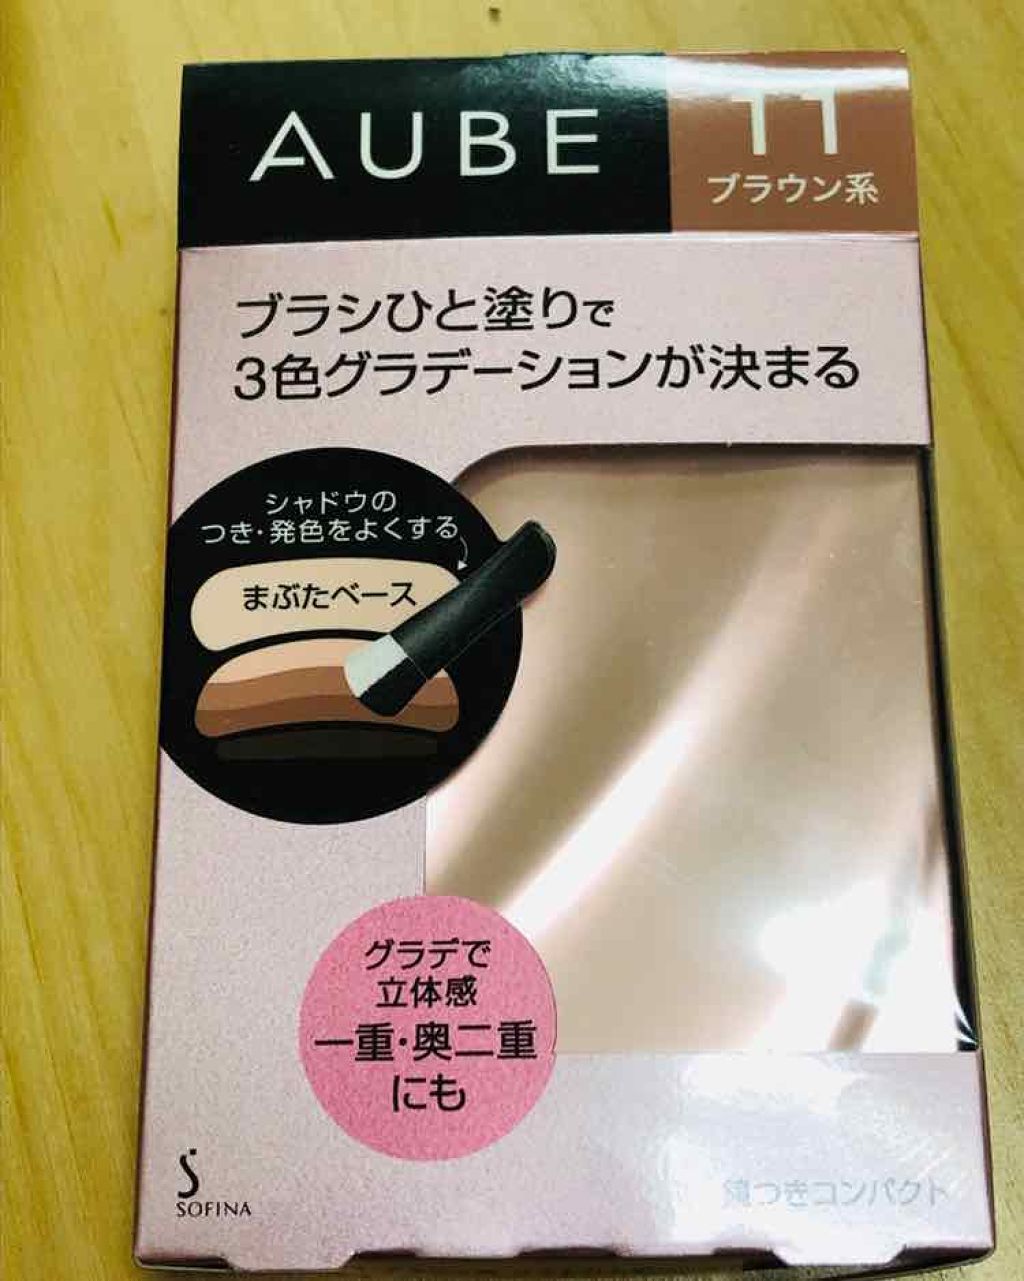 AUBE
11
ブラウン系
ブラシひと塗りで
3色グラデーションが決まる
シャドウの
つき・発色をよくする
まぶたベース
グラデで
立体感
一重・奥二重
にも
S
SOFINA
鏡つきコンパクト